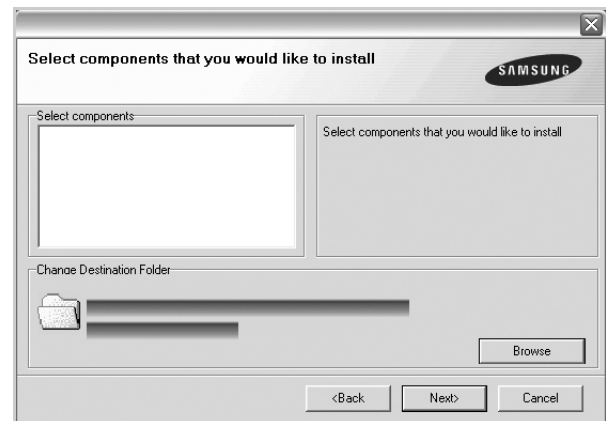 Select components that you would like to install
SAMSUNG
Select components
Select components that you would like to install
Change Destination Folder
Browse
<Back
Next>
Cancel